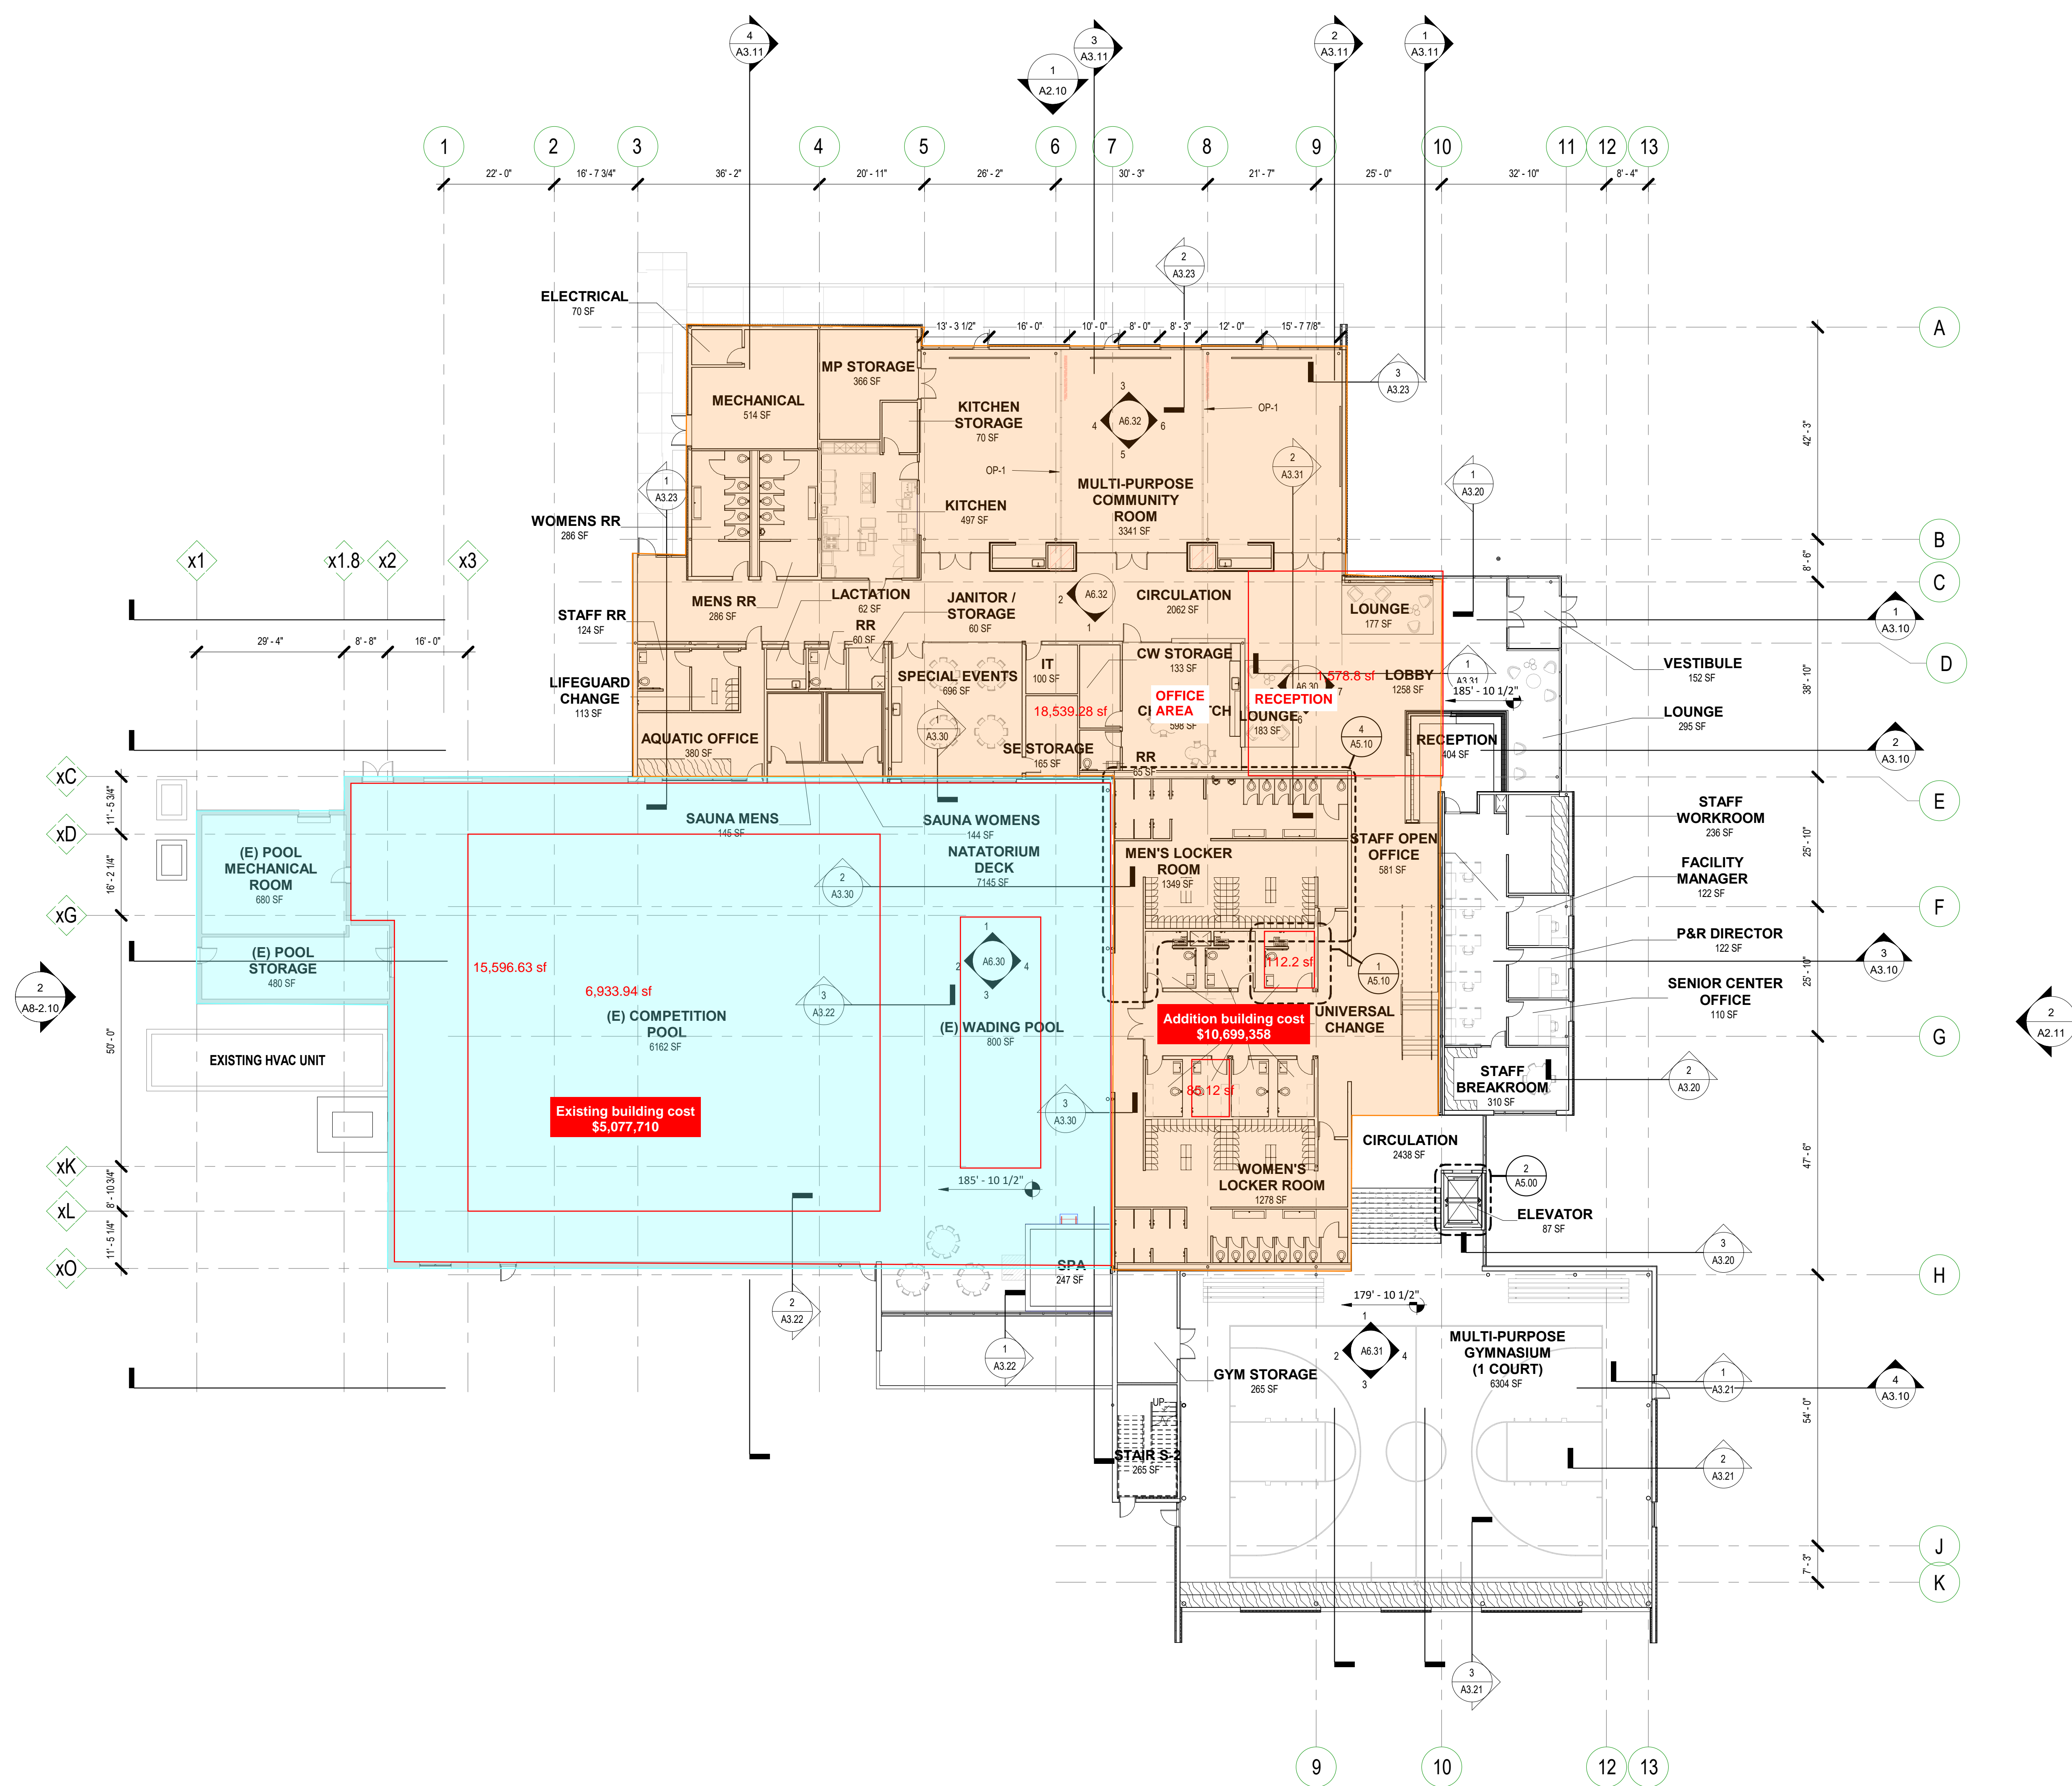 4
A3.11
3
A3.11
2
A3.11
1
A3.11
1
A2.10
1
2
3
4
5
6
7
8
9
10
11
12
13
22' - 0"
16' - 7 3/4"
36' - 2"
20' - 11"
26' - 2"
30' - 3"
21' - 7"
25' - 0"
32' - 10"
8' - 4"
2
A3.23
ELECTRICAL
70 SF
13' - 3 1/2"
16' - 0"
10' - 0"
8' - 0"
8' - 3"
12' - 0"
15' - 7 7/8"
A
MP STORAGE
366 SF
MECHANICAL
514 SF
KITCHEN
STORAGE
70 SF
3
4
A6.32
6
5
OP-1
3
A3.23
42' - 3"
OP-1
2
A3.31
1
A3.23
1
A3.20
MULTI-PURPOSE
COMMUNITY
ROOM
3341 SF
KITCHEN
497 SF
WOMENS RR
286 SF
B
8' - 6"
C
x1
x1.8
x2
x3
MENS RR
286 SF
LACTATION
62 SF
RR
60 SF
JANITOR /
STORAGE
60 SF
2
A6.32
1
CIRCULATION
2062 SF
LOUNGE
177 SF
STAFF RR
124 SF
1
A3.10
29' - 4"
8' - 8"
16' - 0"
D
LIFEGUARD
CHANGE
113 SF
SPECIAL EVENTS
696 SF
IT
100 SF
CW STORAGE
133 SF
OFFICE
AREA
598 SF
RECEPTION
1,578.8 sf
A6.30
7
6
LOBBY
1258 SF
1
A3.31
185' - 10 1/2"
VESTIBULE
152 SF
38' - 10"
18,539.28 sf
LOUNGE
183 SF
LOUNGE
295 SF
AQUATIC OFFICE
380 SF
1
A3.30
SE STORAGE
165 SF
RR
65 SF
4
A5.10
RECEPTION
404 SF
2
A3.10
xC
E
11' - 5 3/4"
SAUNA MENS
145 SF
SAUNA WOMENS
144 SF
NATATORIUM
DECK
7145 SF
xD
(E) POOL
MECHANICAL
ROOM
680 SF
2
A3.30
MEN'S LOCKER
ROOM
1349 SF
STAFF OPEN
OFFICE
581 SF
STAFF
WORKROOM
236 SF
25' - 10"
FACILITY
MANAGER
122 SF
16' - 2 1/4"
xG
F
P&R DIRECTOR
122 SF
(E) POOL
STORAGE
480 SF
15,596.63 sf
1
2
A6.30
4
3
112.2 sf
1
A5.10
3
A3.10
25' - 10"
2
A8-2.10
6,933.94 sf
(E) COMPETITION
POOL
6162 SF
3
A3.22
(E) WADING POOL
800 SF
Addition building cost
$10,699,358
UNIVERSAL
CHANGE
SENIOR CENTER
OFFICE
110 SF
2
A2.11
G
50' - 0"
EXISTING HVAC UNIT
85.12 sf
STAFF
BREAKROOM
310 SF
2
A3.20
Existing building cost
$5,077,710
3
A3.30
CIRCULATION
2438 SF
47' - 6"
xK
8' - 10 3/4"
185' - 10 1/2"
WOMEN'S
LOCKER ROOM
1278 SF
2
A5.00
xL
ELEVATOR
87 SF
11' - 5 1/4"
3
A3.20
xO
SPA
247 SF
H
2
A3.22
179' - 10 1/2"
1
A3.22
1
2
A6.31
4
3
MULTI-PURPOSE
GYMNASIUM
(1 COURT)
6304 SF
GYM STORAGE
265 SF
1
A3.21
4
A3.10
UP
54' - 0"
STAIR S-2
265 SF
2
A3.21
J
7' - 3"
K
3
A3.21
9
10
12
13